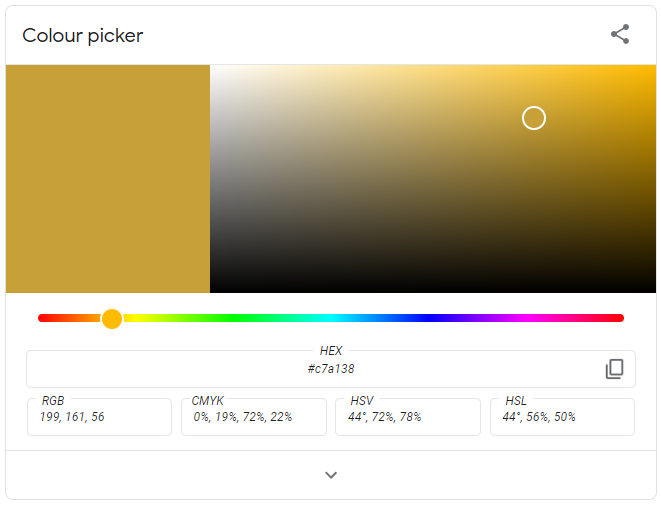 Colour picker
HEX
#c7a138
RGB
199, 161, 56
CMYK
0%, 19%, 72%, 22%
HSV
44°, 72%, 78%
HSL
44°, 56%, 50%